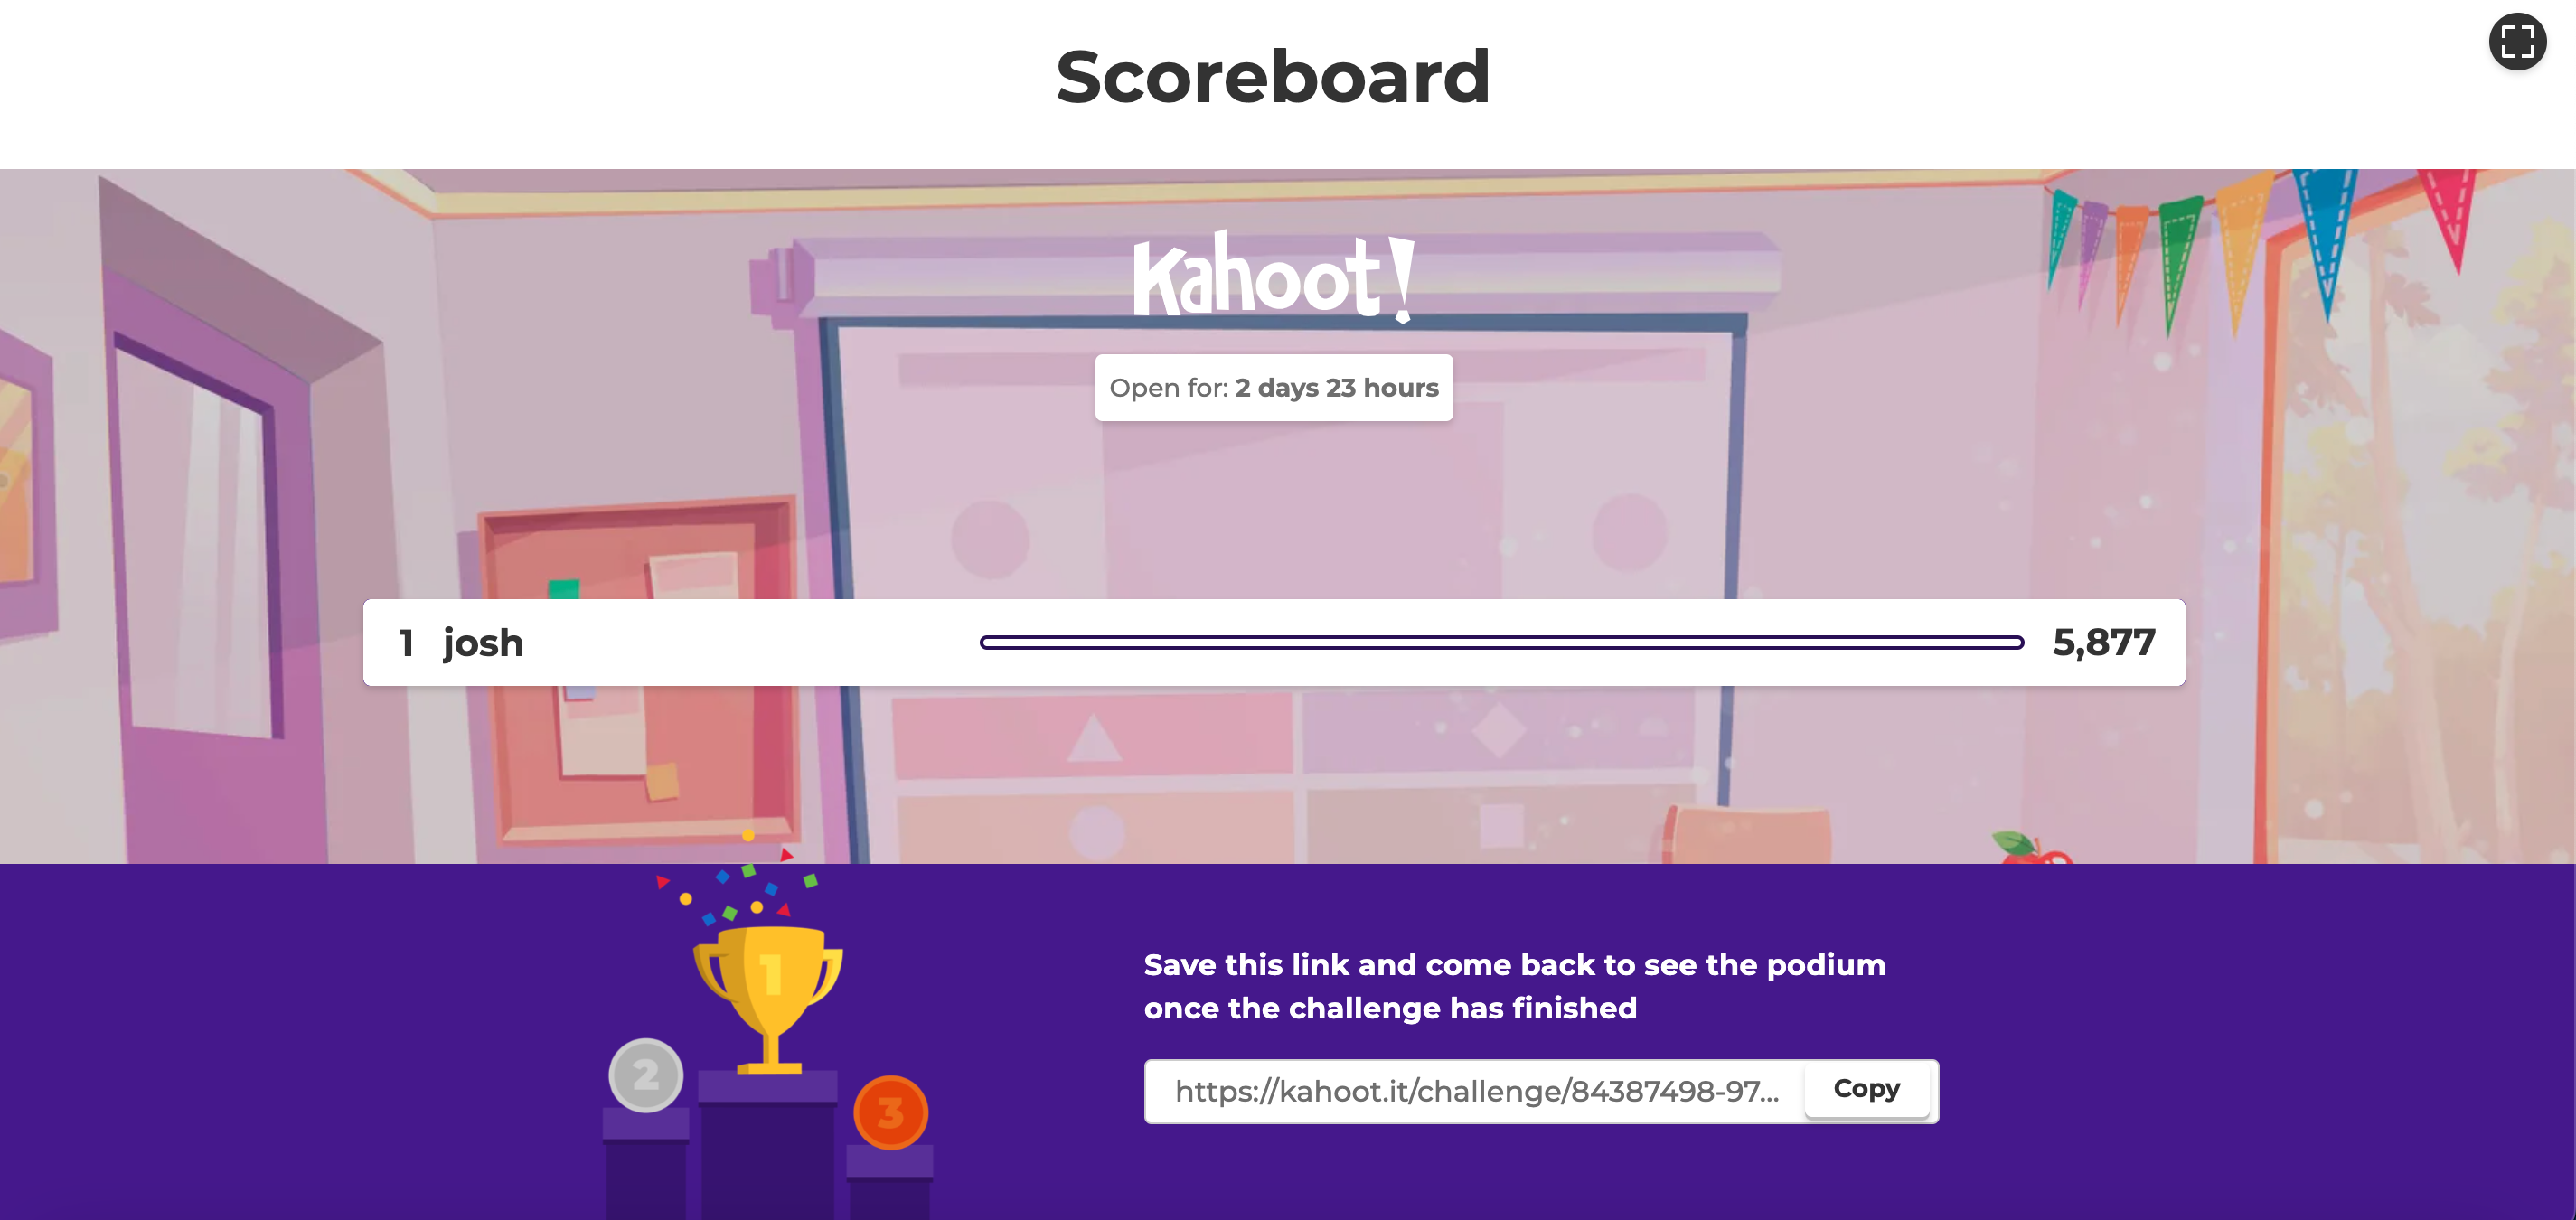 Scoreboard
Kahoot!
Open for: 2 days 23 hours
1 josh 5,877
1
2
3
Save this link and come back to see the podium
once the challenge has finished
https://kahoot.it/challenge/84387498-97... Copy